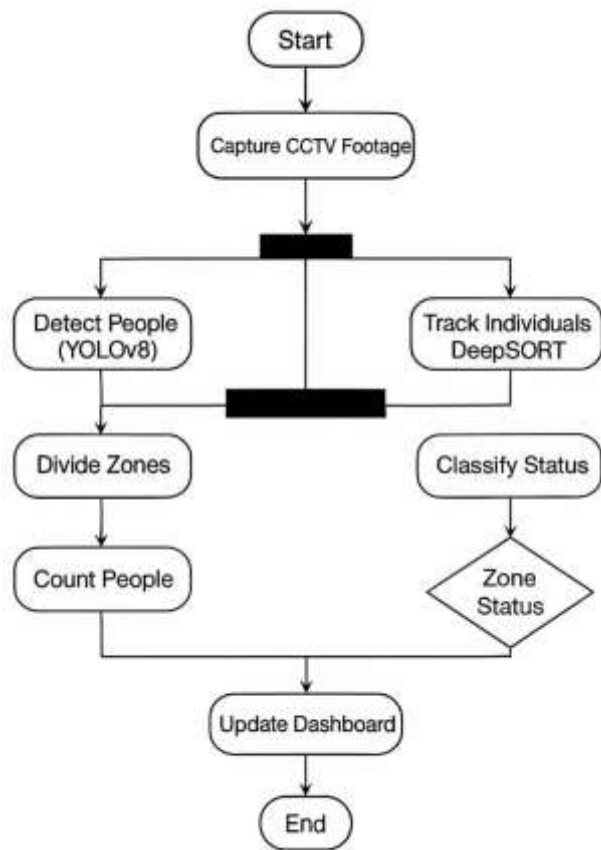 Start
Capture CCTV Footage
Detect People
(YOLOv8)
Track Individuals
DeepSORT
Divide Zones
Classify Status
Count People
Zone
Status
Update Dashboard
End